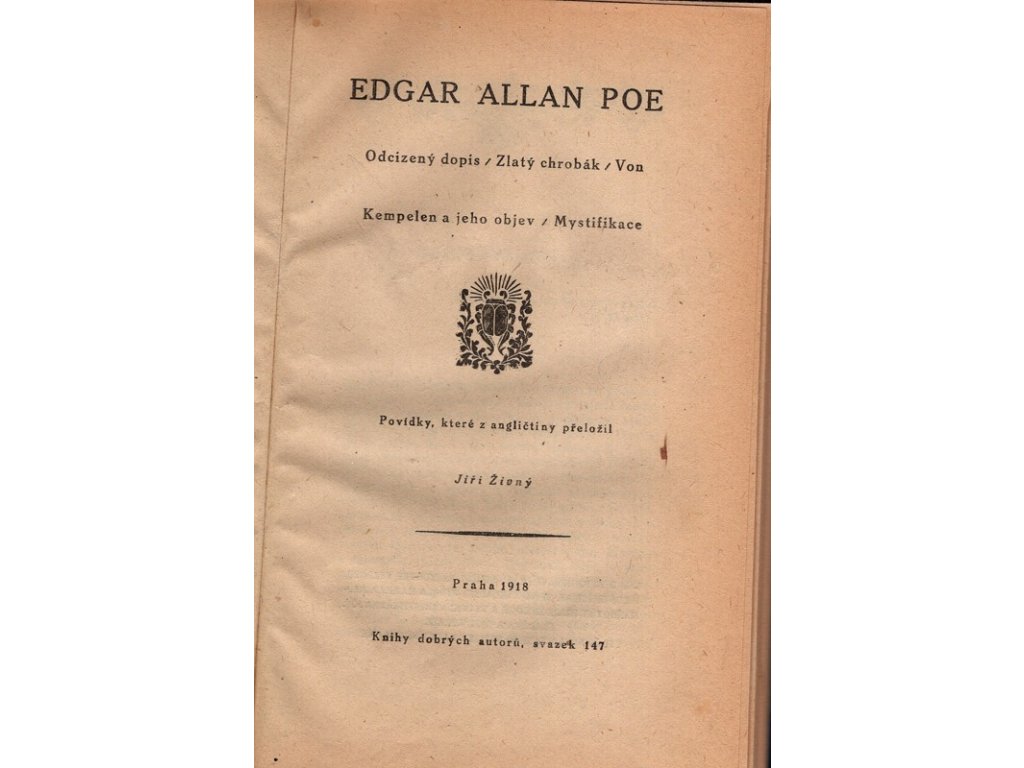 EDGAR ALLAN POE
Odcizený dopis / Zlatý chrobák / Von
Kempelen a jeho objev / Mystifikace
Povídky, které z angličtiny přeložil
Jiří Živný
Praha 1918
Knihy dobrých autorů, svazek 147